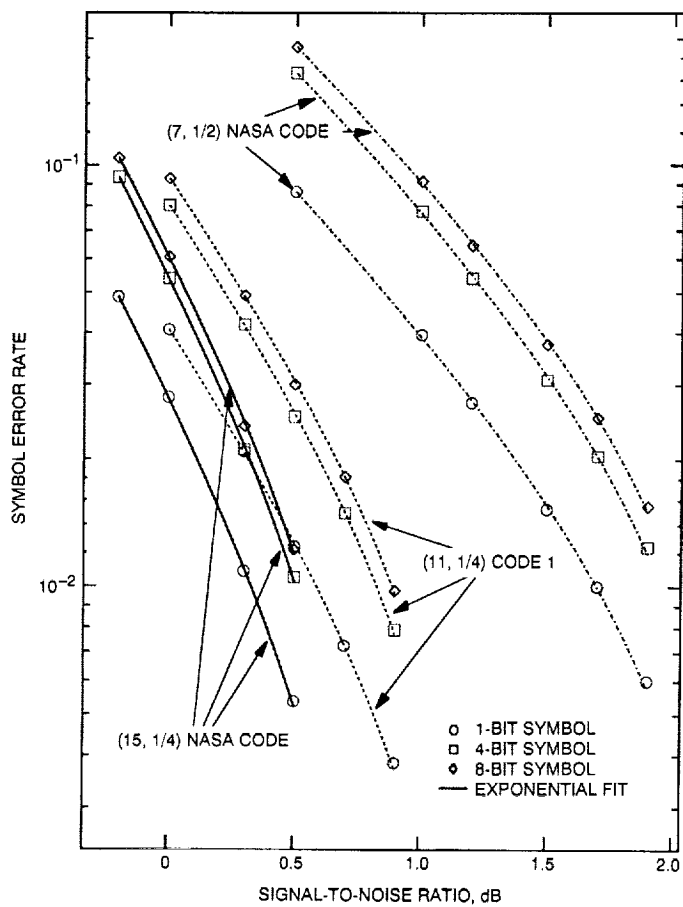 (7, 1/2) NASA CODE
10⁻¹
SYMBOL ERROR RATE
(11, 1/4) CODE 1
10⁻²
(15, 1/4) NASA CODE
1-BIT SYMBOL
4-BIT SYMBOL
8-BIT SYMBOL
EXPONENTIAL FIT
0 0.5 1.0 1.5 2.0
SIGNAL-TO-NOISE RATIO, dB